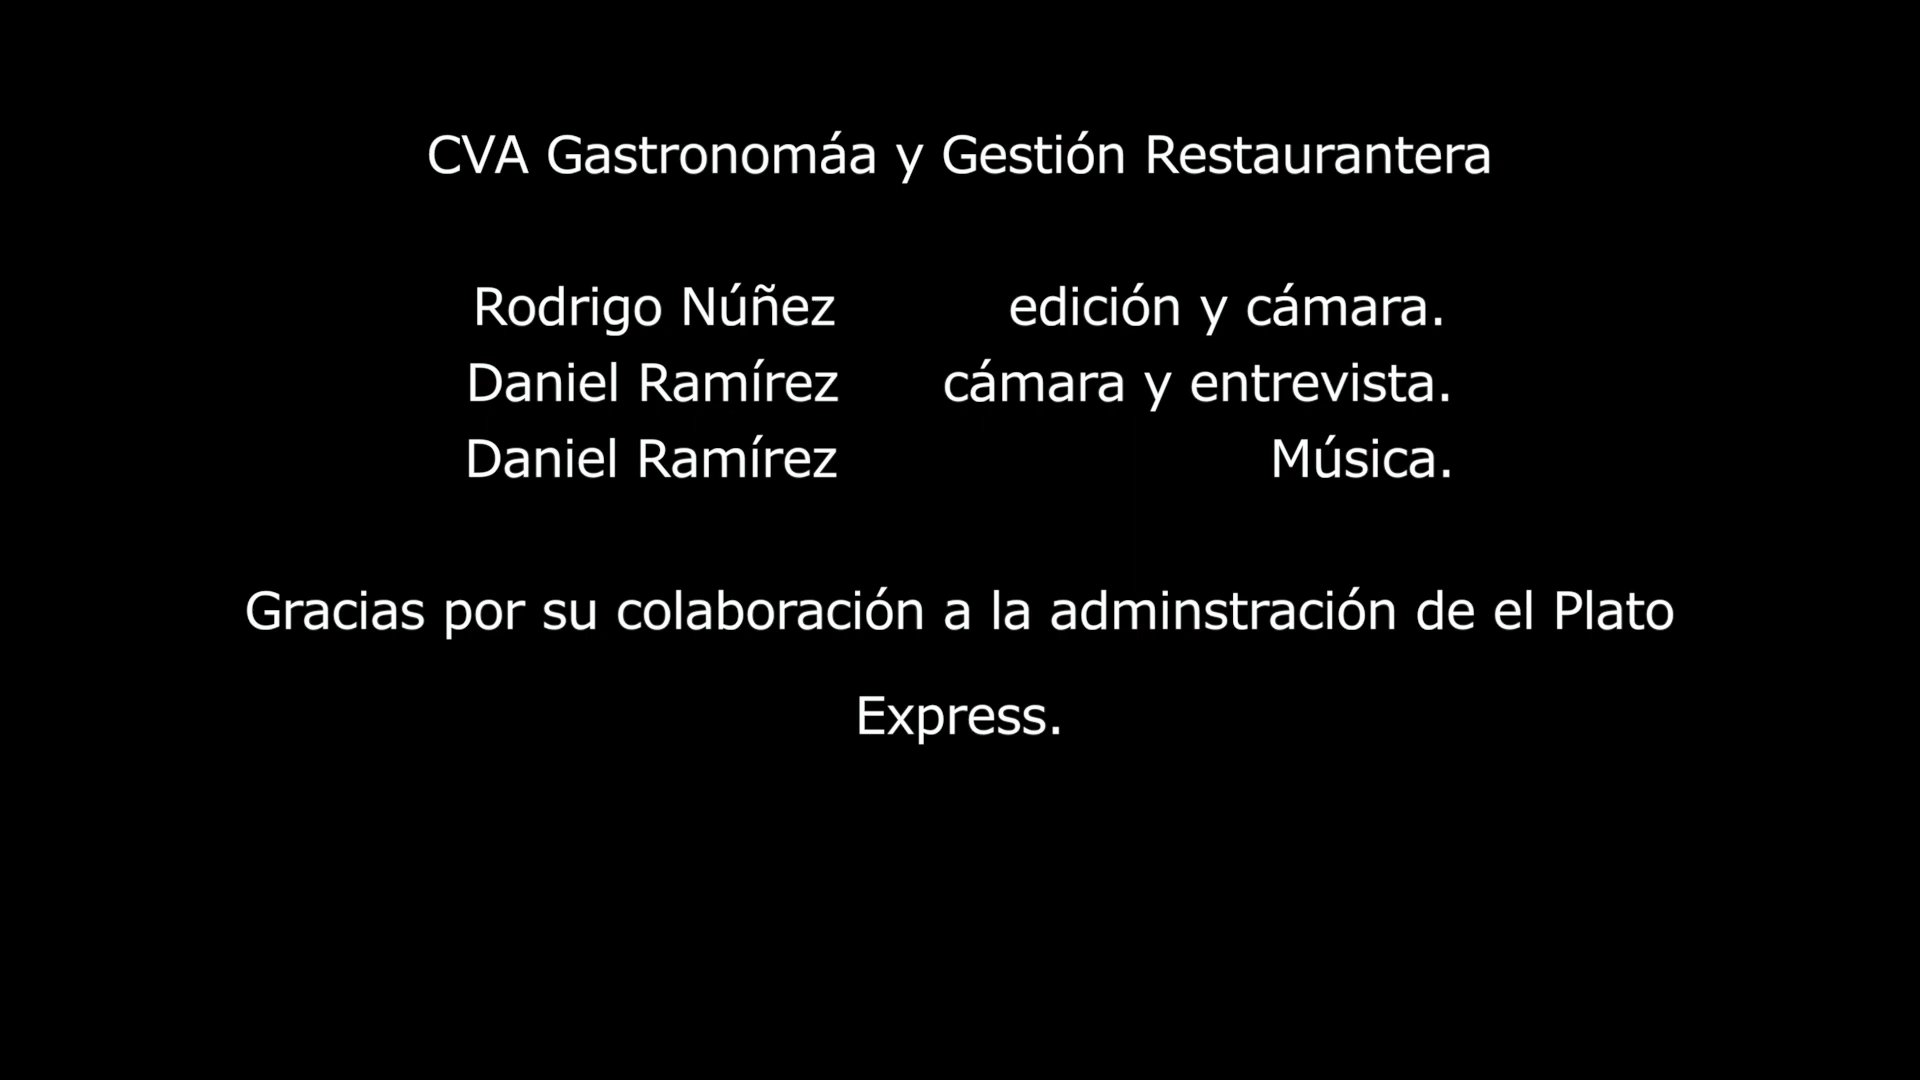 CVA Gastronomáa y Gestión Restaurantera
Rodrigo Núñez edición y cámara.
Daniel Ramírez cámara y entrevista.
Daniel Ramírez Música.
Gracias por su colaboración a la adminstración de el Plato
Express.